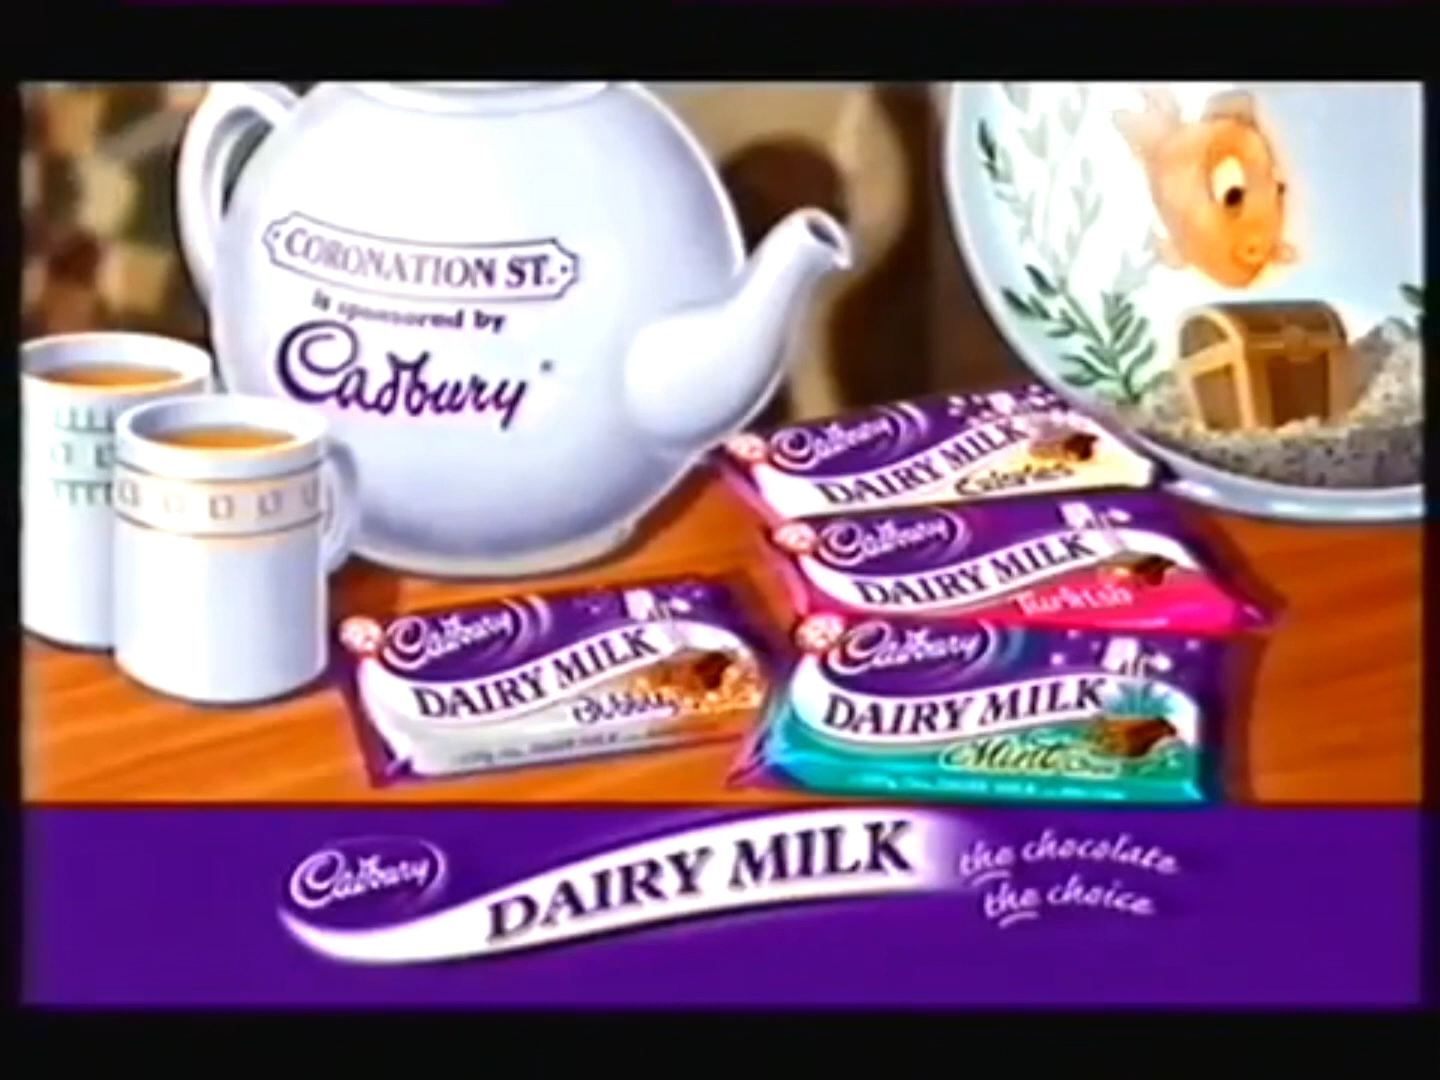 CORONATION ST.
is sponsored by
Cadbury
Cadbury
DAIRY MILK
Caramel
Cadbury
DAIRY MILK
Turkish
Cadbury
DAIRY MILK
Bubbly
Cadbury
DAIRY MILK
Mint
Cadbury
DAIRY MILK
the chocolate
the choice